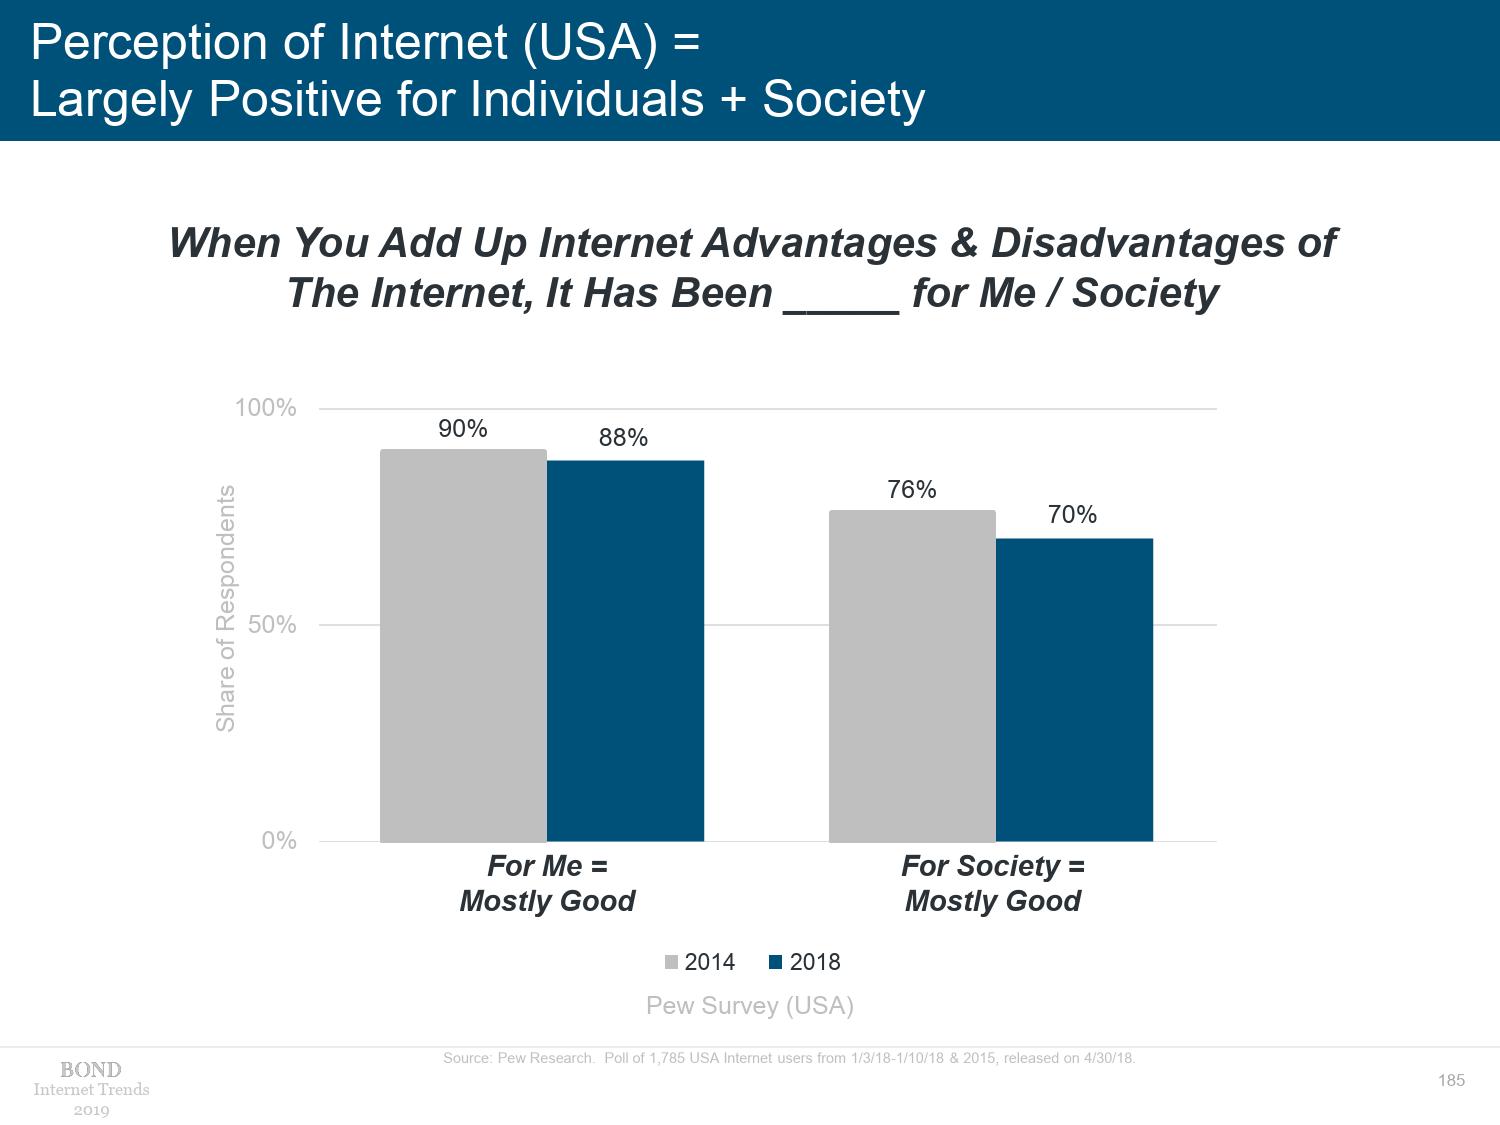 Perception of Internet (USA) =
Largely Positive for Individuals + Society
When You Add Up Internet Advantages & Disadvantages of
The Internet, It Has Been _____ for Me / Society
Share of Respondents
100%
50%
0%
90%
88%
76%
70%
For Me =
Mostly Good
For Society =
Mostly Good
2014
2018
Pew Survey (USA)
Source: Pew Research.  Poll of 1,785 USA Internet users from 1/3/18-1/10/18 & 2015, released on 4/30/18.
BOND
Internet Trends
2019
185